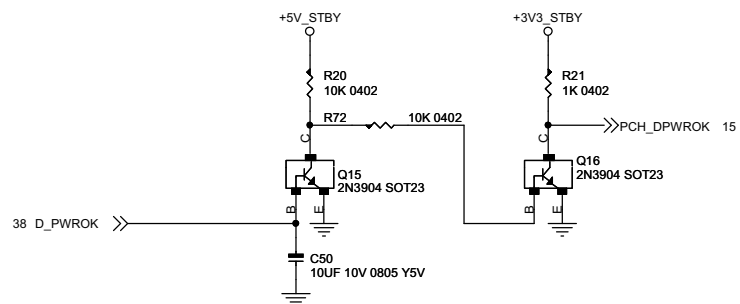 +5V_STBY
+3V3_STBY
R20
10K 0402
R21
1K 0402
R72
10K 0402
PCH_DPWROK 15
C
C
Q15
2N3904 SOT23
Q16
2N3904 SOT23
B
E
B
E
38 D_PWROK
C50
10UF 10V 0805 Y5V